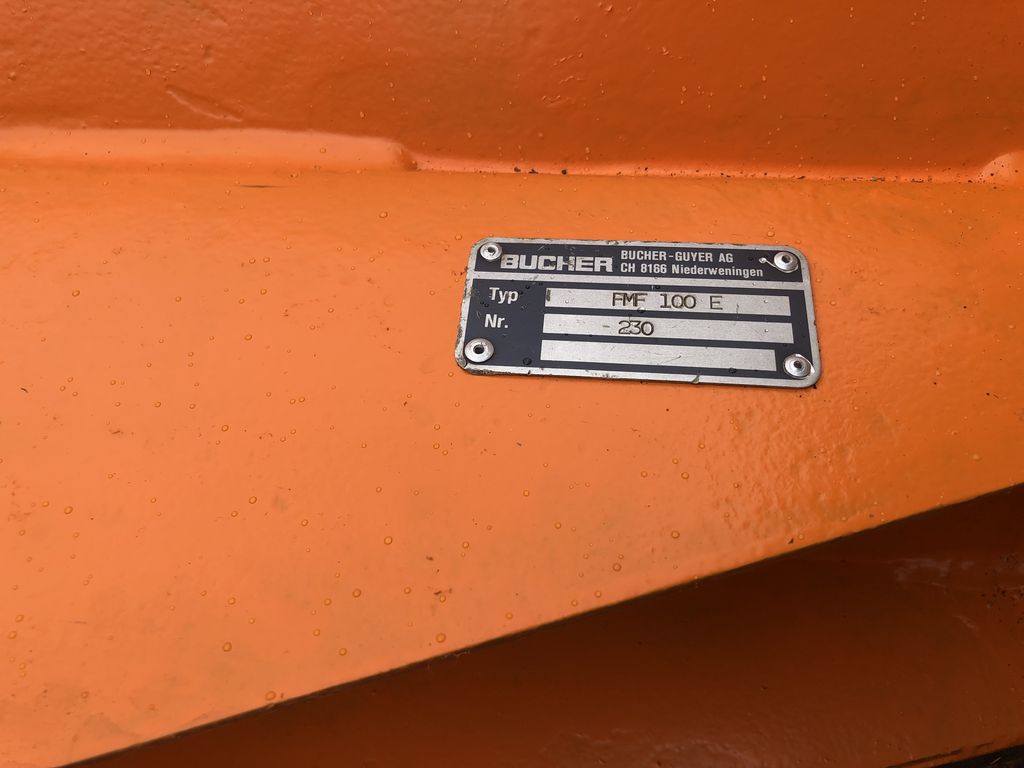 BUCHER BUCHER-GUYER AG
CH 8166 Niederweningen
Typ FMF 100 E
Nr. - 230